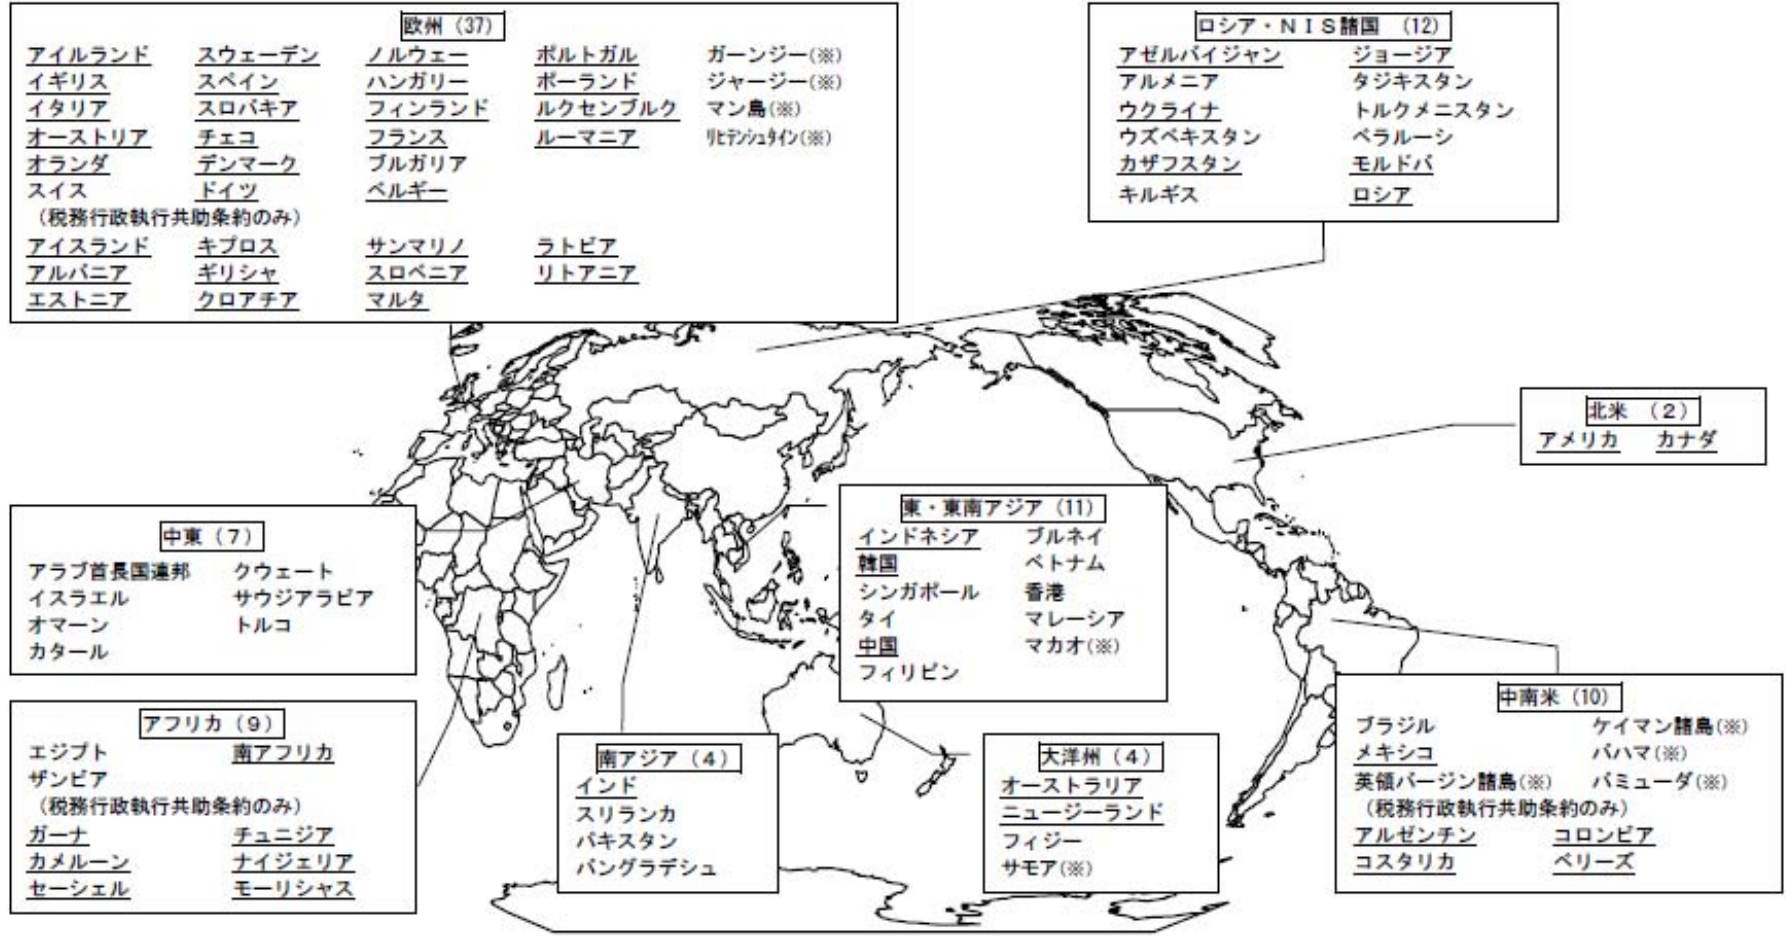 欧州（37）
アイルランド スウェーデン ノルウェー ポルトガル ガーンジー(※)
イギリス スペイン ハンガリー ポーランド ジャージー(※)
イタリア スロバキア フィンランド ルクセンブルク マン島(※)
オーストリア チェコ フランス ルーマニア ﾘﾋﾃﾝｼｭﾀｲﾝ(※)
オランダ デンマーク ブルガリア
スイス ドイツ ベルギー
（税務行政執行共助条約のみ）
アイスランド キプロス サンマリノ ラトビア
アルバニア ギリシャ スロベニア リトアニア
エストニア クロアチア マルタ
ロシア・ＮＩＳ諸国（12）
アゼルバイジャン ジョージア
アルメニア タジキスタン
ウクライナ トルクメニスタン
ウズベキスタン ベラルーシ
カザフスタン モルドバ
キルギス ロシア
北米 （２）
アメリカ カナダ
中東（７）
アラブ首長国連邦 クウェート
イスラエル サウジアラビア
オマーン トルコ
カタール
東・東南アジア（11）
インドネシア ブルネイ
韓国 ベトナム
シンガポール 香港
タイ マレーシア
中国 マカオ(※)
フィリピン
アフリカ（９）
エジプト 南アフリカ
ザンビア
（税務行政執行共助条約のみ）
ガーナ チュニジア
カメルーン ナイジェリア
セーシェル モーリシャス
南アジア（４）
インド
スリランカ
パキスタン
バングラデシュ
大洋州（４）
オーストラリア
ニュージーランド
フィジー
サモア(※)
中南米（10）
ブラジル ケイマン諸島(※)
メキシコ バハマ(※)
英領バージン諸島(※) バミューダ(※)
（税務行政執行共助条約のみ）
アルゼンチン コロンビア
コスタリカ ベリーズ